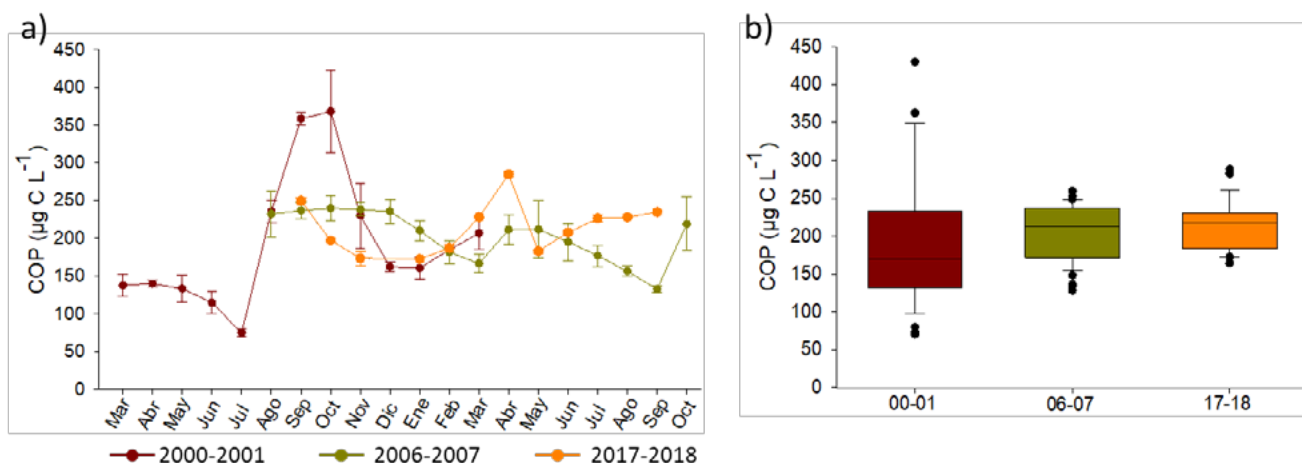 a)
COP (µg C L⁻¹)
450
400
350
300
250
200
150
100
50
0
Mar Abr May Jun Jul Ago Sep Oct Nov Dic Ene Feb Mar Abr May Jun Jul Ago Sep Oct
2000-2001 2006-2007 2017-2018
b)
COP (µg C L⁻¹)
450
400
350
300
250
200
150
100
50
0
00-01 06-07 17-18